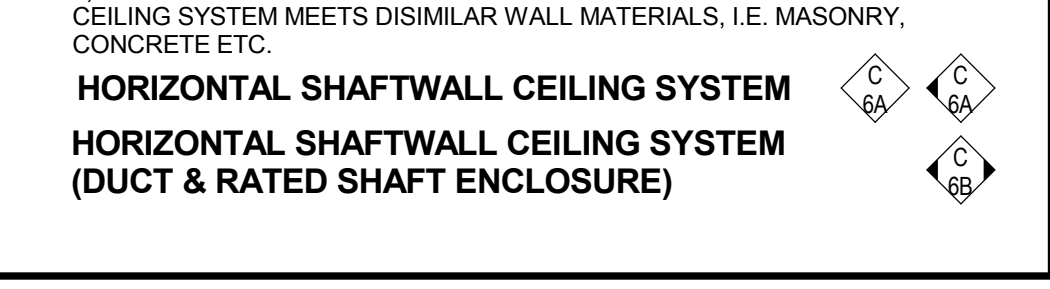 CEILING SYSTEM MEETS DISIMILAR WALL MATERIALS, I.E. MASONRY,
CONCRETE ETC.
HORIZONTAL SHAFTWALL CEILING SYSTEM
C
6A
C
6A
HORIZONTAL SHAFTWALL CEILING SYSTEM
(DUCT & RATED SHAFT ENCLOSURE)
C
6B